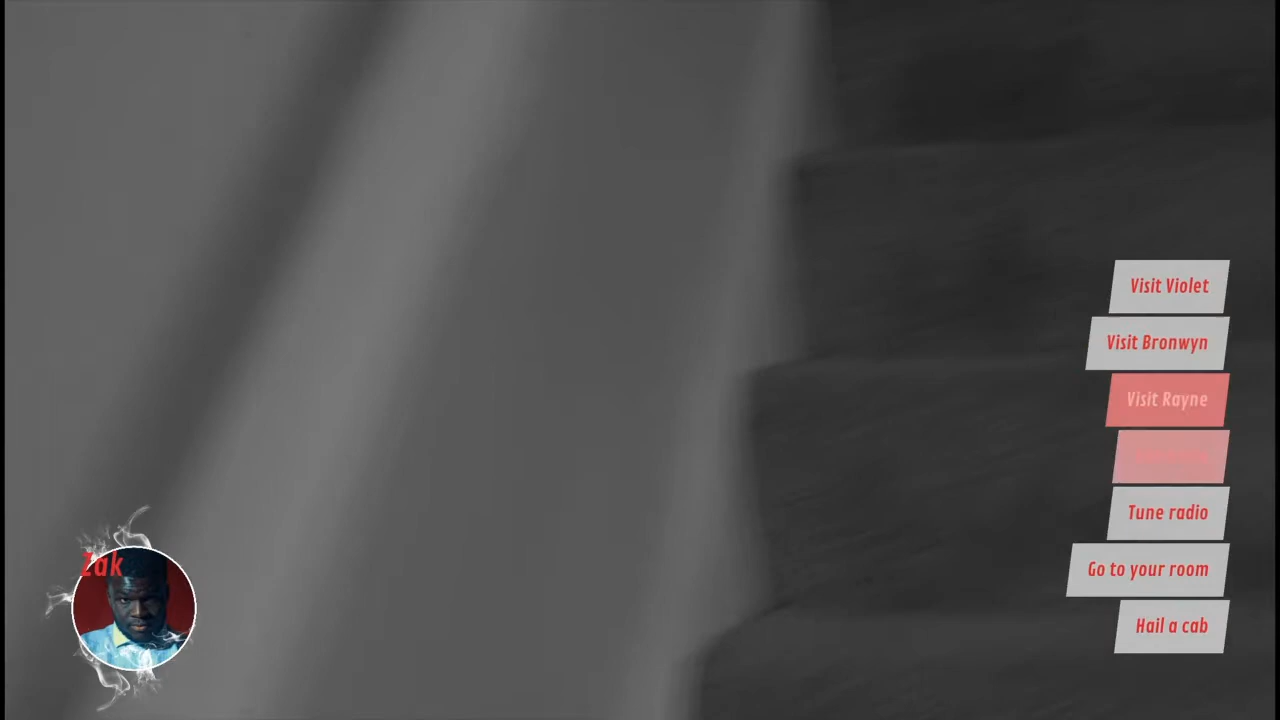 Visit Violet
Visit Bronwyn
Visit Rayne
Tune radio
Go to your room
Hail a cab
Zak